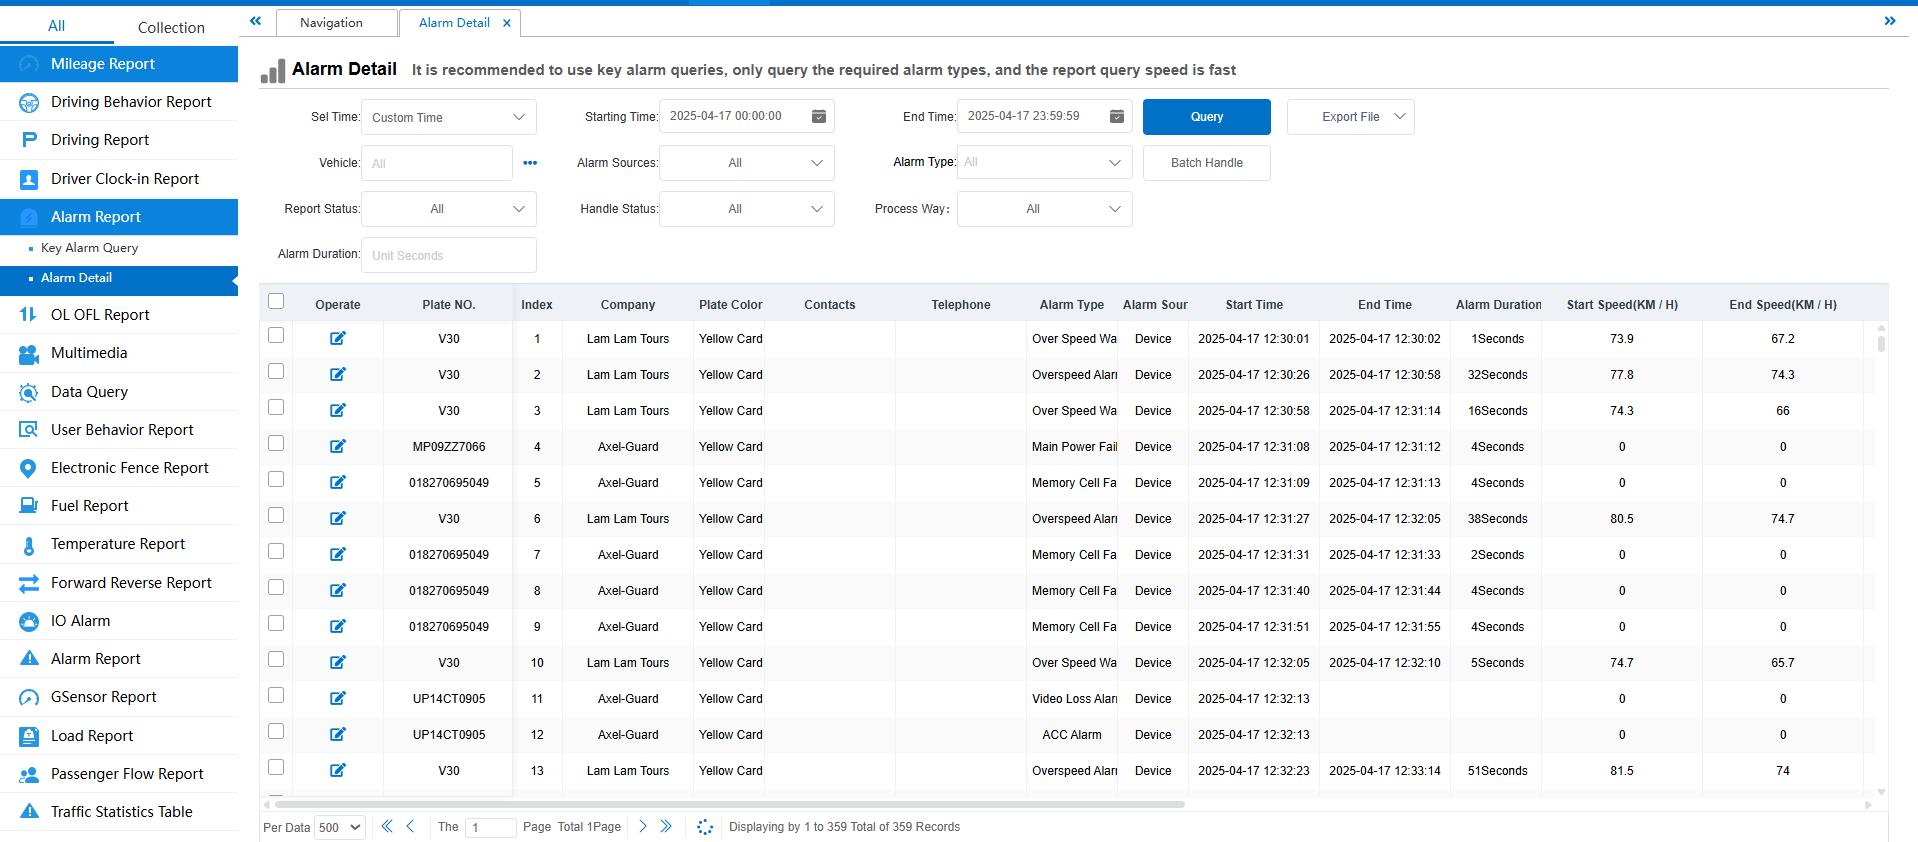 All
Collection
Mileage Report
Driving Behavior Report
Driving Report
Driver Clock-in Report
Alarm Report
Key Alarm Query
Alarm Detail
OL OFL Report
Multimedia
Data Query
User Behavior Report
Electronic Fence Report
Fuel Report
Temperature Report
Forward Reverse Report
IO Alarm
Alarm Report
GSensor Report
Load Report
Passenger Flow Report
Traffic Statistics Table
Navigation Alarm Detail
Alarm Detail It is recommended to use key alarm queries, only query the required alarm types, and the report query speed is fast
Sel Time: Custom Time Starting Time: 2025-04-17 00:00:00 End Time: 2025-04-17 23:59:59 Query Export File
Vehicle: All Alarm Sources: All Alarm Type: All Batch Handle
Report Status: All Handle Status: All Process Way: All
Alarm Duration: Unit Seconds
Operate Plate NO. Index Company Plate Color Contacts Telephone Alarm Type Alarm Sour Start Time End Time Alarm Duration Start Speed(KM / H) End Speed(KM / H)
V30 1 Lam Lam Tours Yellow Card Over Speed Wa Device 2025-04-17 12:30:01 2025-04-17 12:30:02 1Seconds 73.9 67.2
V30 2 Lam Lam Tours Yellow Card Overspeed Alarm Device 2025-04-17 12:30:26 2025-04-17 12:30:58 32Seconds 77.8 74.3
V30 3 Lam Lam Tours Yellow Card Over Speed Wa Device 2025-04-17 12:30:58 2025-04-17 12:31:14 16Seconds 74.3 66
MP09ZZ7066 4 Axel-Guard Yellow Card Main Power Fail Device 2025-04-17 12:31:08 2025-04-17 12:31:12 4Seconds 0 0
018270695049 5 Axel-Guard Yellow Card Memory Cell Fa Device 2025-04-17 12:31:09 2025-04-17 12:31:13 4Seconds 0 0
V30 6 Lam Lam Tours Yellow Card Overspeed Alarm Device 2025-04-17 12:31:27 2025-04-17 12:32:05 38Seconds 80.5 74.7
018270695049 7 Axel-Guard Yellow Card Memory Cell Fa Device 2025-04-17 12:31:31 2025-04-17 12:31:33 2Seconds 0 0
018270695049 8 Axel-Guard Yellow Card Memory Cell Fa Device 2025-04-17 12:31:40 2025-04-17 12:31:44 4Seconds 0 0
018270695049 9 Axel-Guard Yellow Card Memory Cell Fa Device 2025-04-17 12:31:51 2025-04-17 12:31:55 4Seconds 0 0
V30 10 Lam Lam Tours Yellow Card Over Speed Wa Device 2025-04-17 12:32:05 2025-04-17 12:32:10 5Seconds 74.7 65.7
UP14CT0905 11 Axel-Guard Yellow Card Video Loss Alarm Device 2025-04-17 12:32:13 0 0
UP14CT0905 12 Axel-Guard Yellow Card ACC Alarm Device 2025-04-17 12:32:13 0 0
V30 13 Lam Lam Tours Yellow Card Overspeed Alarm Device 2025-04-17 12:32:23 2025-04-17 12:33:14 51Seconds 81.5 74
Per Data 500 The 1 Page Total 1Page Displaying by 1 to 359 Total of 359 Records